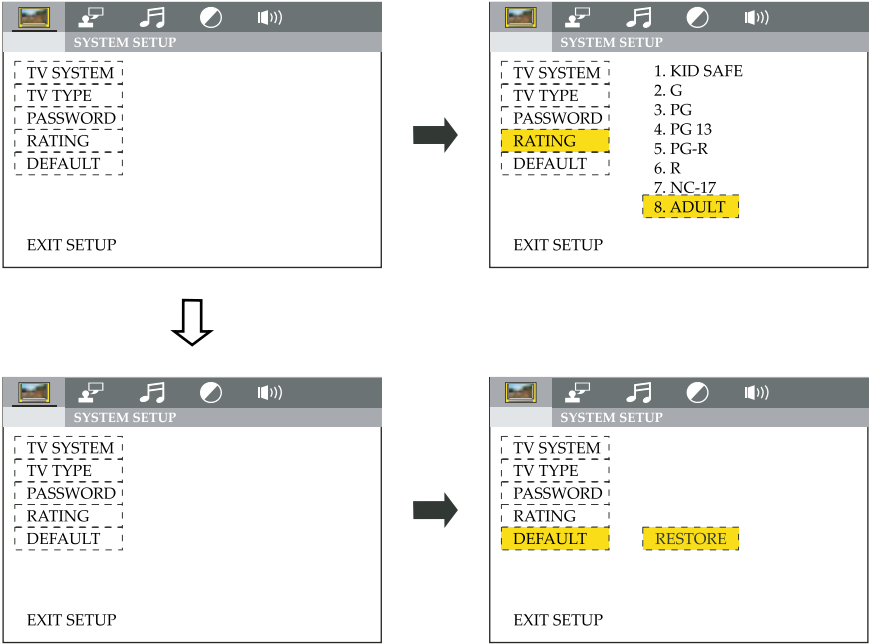 SYSTEM SETUP
TV SYSTEM
TV TYPE
PASSWORD
RATING
DEFAULT
EXIT SETUP
SYSTEM SETUP
TV SYSTEM
TV TYPE
PASSWORD
RATING
DEFAULT
1. KID SAFE
2. G
3. PG
4. PG 13
5. PG-R
6. R
7. NC-17
8. ADULT
EXIT SETUP
SYSTEM SETUP
TV SYSTEM
TV TYPE
PASSWORD
RATING
DEFAULT
EXIT SETUP
SYSTEM SETUP
TV SYSTEM
TV TYPE
PASSWORD
RATING
DEFAULT
RESTORE
EXIT SETUP